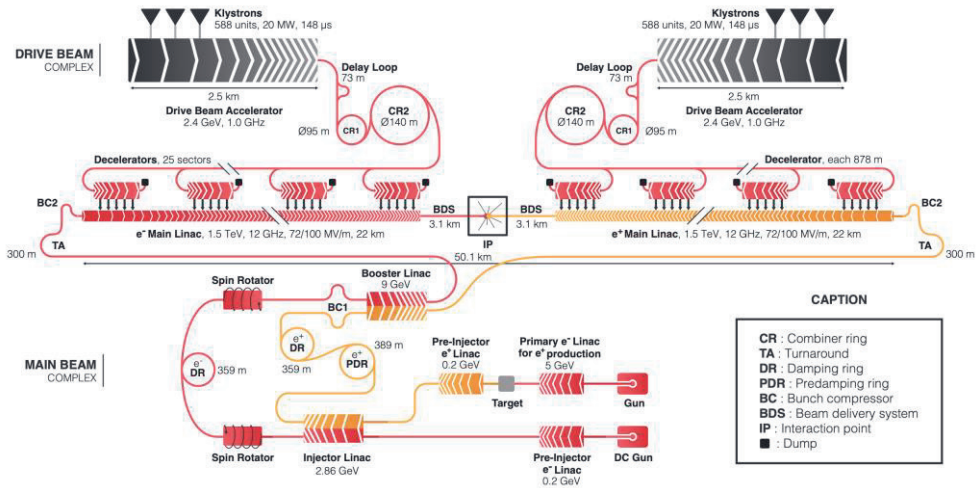 Klystrons
588 units, 20 MW, 148 µs
Klystrons
588 units, 20 MW, 148 µs
DRIVE BEAM
COMPLEX
Delay Loop
73 m
Delay Loop
73 m
2.5 km
Drive Beam Accelerator
2.4 GeV, 1.0 GHz
CR2
Ø140 m
CR1
Ø95 m
CR2
Ø140 m
CR1
Ø95 m
2.5 km
Drive Beam Accelerator
2.4 GeV, 1.0 GHz
Decelerators, 25 sectors
Decelerator, each 878 m
BC2
BDS
3.1 km
BDS
3.1 km
BC2
TA
300 m
e⁻ Main Linac, 1.5 TeV, 12 GHz, 72/100 MV/m, 22 km
IP
e⁺ Main Linac, 1.5 TeV, 12 GHz, 72/100 MV/m, 22 km
TA
300 m
50.1 km
Spin Rotator
Booster Linac
9 GeV
BC1
MAIN BEAM
COMPLEX
e⁻
DR
359 m
e⁺
DR
359 m
e⁺
PDR
389 m
Pre-Injector
e⁺ Linac
0.2 GeV
Primary e⁻ Linac
for e⁺ production
5 GeV
Target
Gun
Spin Rotator
Injector Linac
2.86 GeV
Pre-Injector
e⁻ Linac
0.2 GeV
DC Gun
CAPTION
CR : Combiner ring
TA : Turnaround
DR : Damping ring
PDR : Predamping ring
BC : Bunch compressor
BDS : Beam delivery system
IP : Interaction point
: Dump